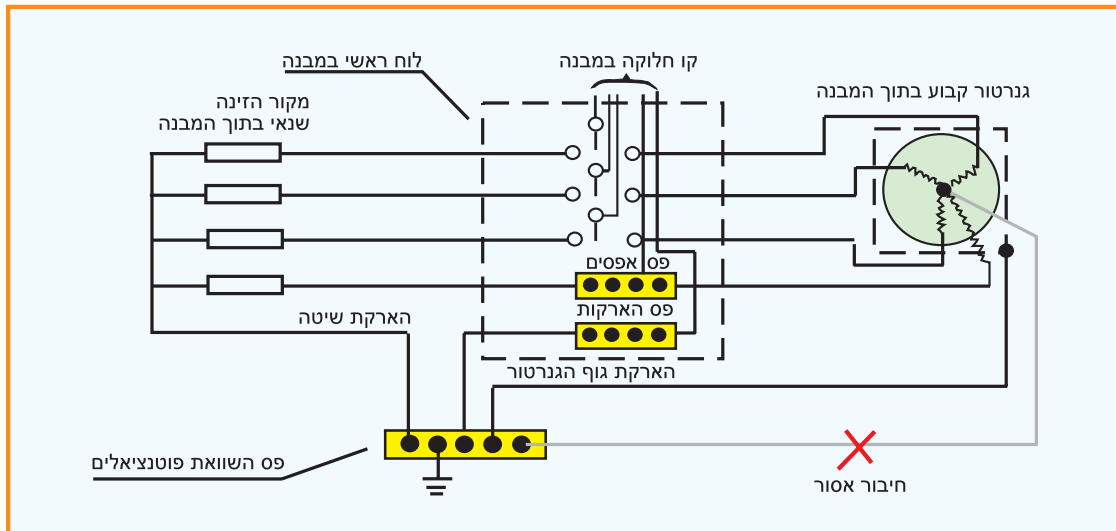 לוח ראשי במבנה
קו חלוקה במבנה
גנרטור קבוע בתוך המבנה
מקור הזינה
שנאי בתוך המבנה
פס אפסים
פס הארקות
הארקת שיטה
הארקת גוף הגנרטור
פס השוואת פוטנציאלים
חיבור אסור